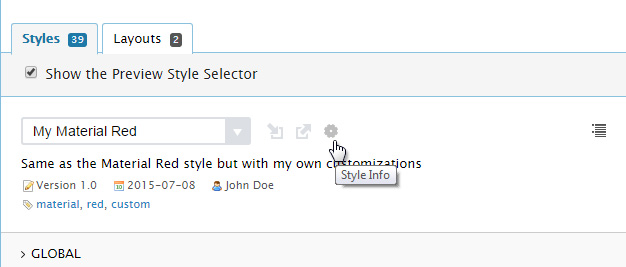 Styles 39 Layouts 2
Show the Preview Style Selector
My Material Red
Same as the Material Red style but with my own customizations
Style Info
Version 1.0 2015-07-08 John Doe
material, red, custom
GLOBAL